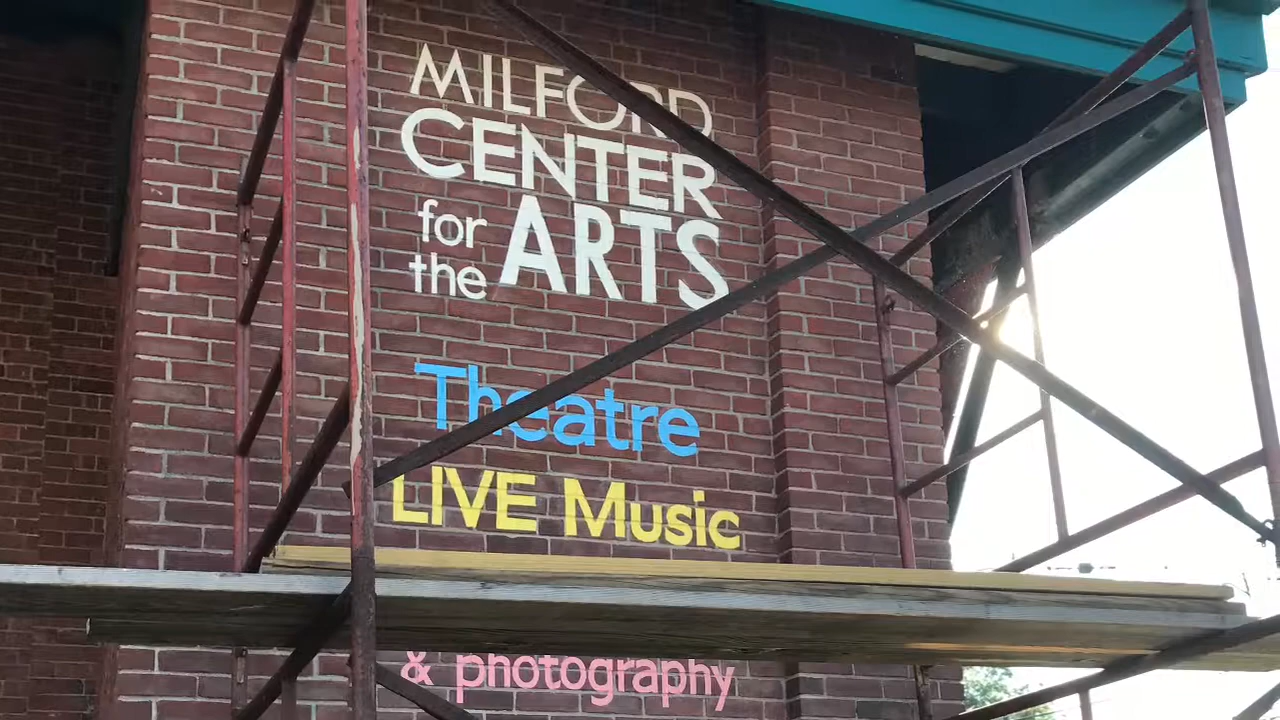 MILFORD
CENTER
for
the ARTS
Theatre
LIVE Music
& photography